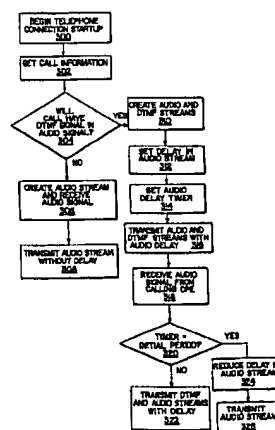 BEGIN TELEPHONE
CONNECTION STARTUP
300
GET CALL INFORMATION
302
WILL
CALL HAVE
DTMF SIGNAL IN
AUDIO SIGNAL?
304
YES
NO
CREATE AUDIO STREAM
AND RECEIVE
AUDIO SIGNAL
306
TRANSMIT AUDIO STREAM
WITHOUT DELAY
308
CREATE AUDIO AND
DTMF STREAMS
310
SET DELAY IN
AUDIO STREAM
312
SET AUDIO
DELAY TIMER
314
TRANSMIT AUDIO AND
DTMF STREAMS WITH
AUDIO DELAY 316
RECEIVE AUDIO
SIGNAL FROM
CALLING CPE
318
TIMER =
INITIAL PERIOD?
320
YES
NO
TRANSMIT DTMF
AND AUDIO STREAMS
WITH DELAY
322
REDUCE DELAY IN
AUDIO STREAM
324
TRANSMIT
AUDIO STREAM
326